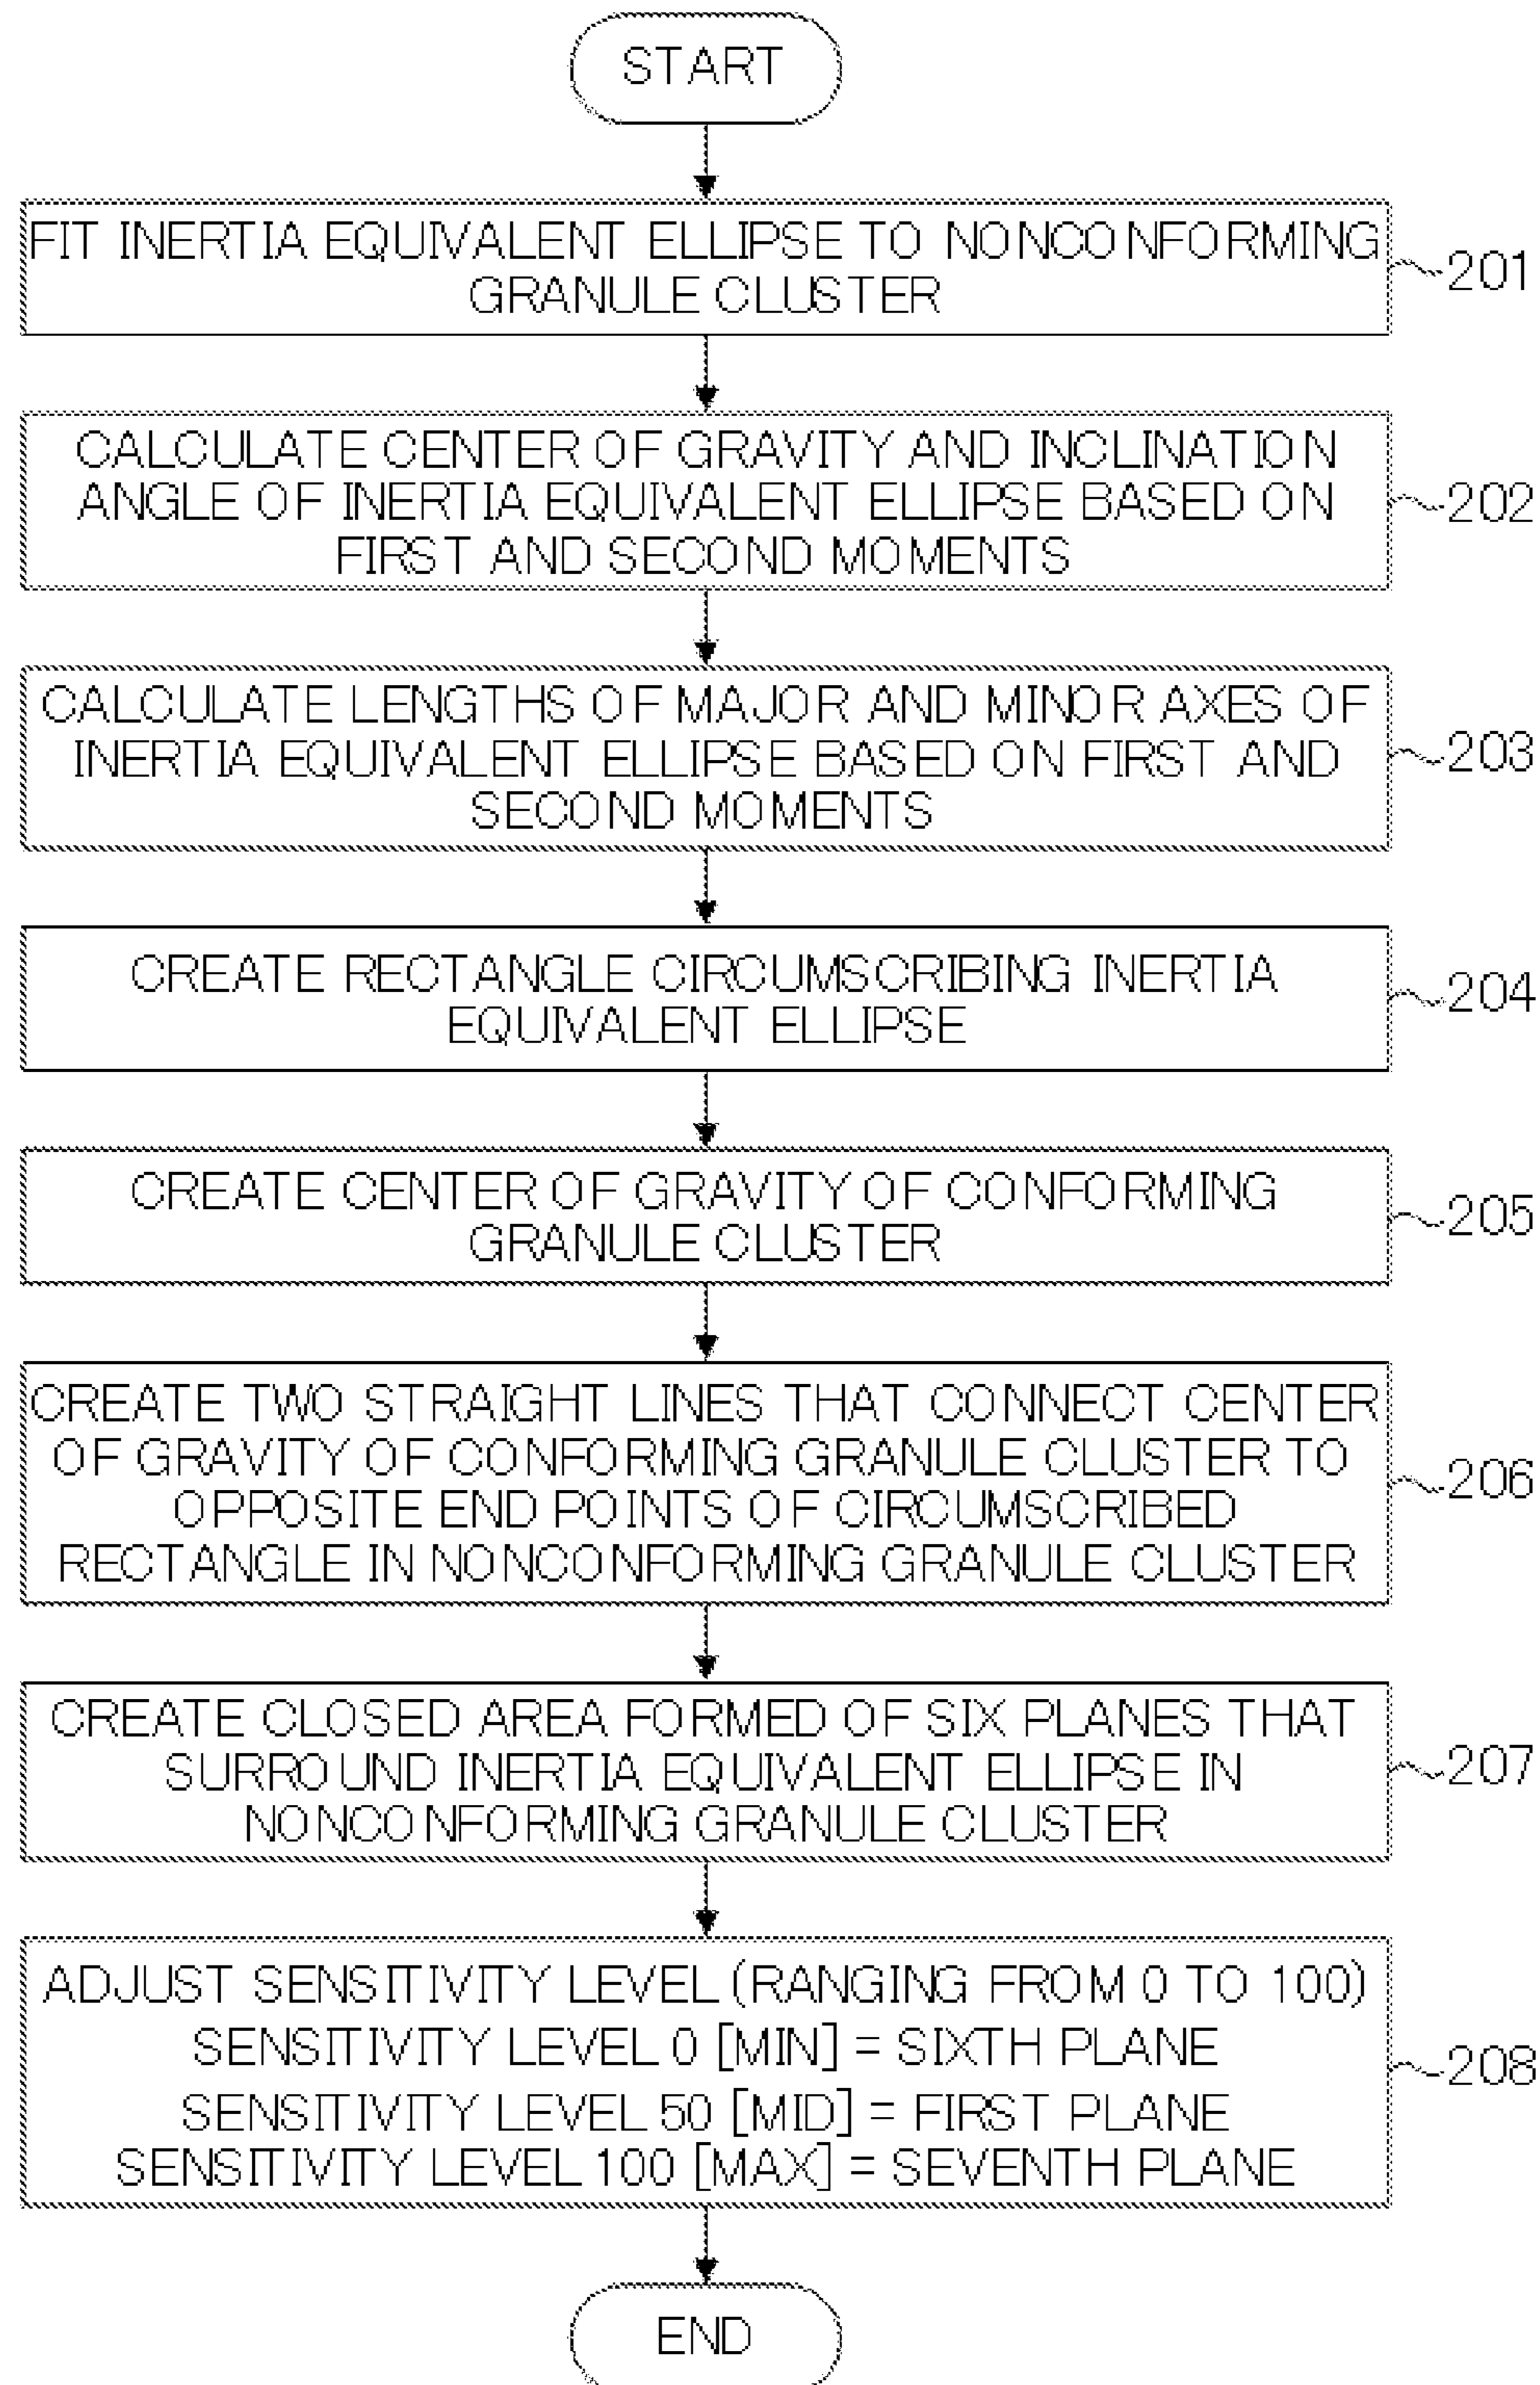 START
FIT INERTIA EQUIVALENT ELLIPSE TO NONCONFORMING
GRANULE CLUSTER
201
CALCULATE CENTER OF GRAVITY AND INCLINATION
ANGLE OF INERTIA EQUIVALENT ELLIPSE BASED ON
FIRST AND SECOND MOMENTS
202
CALCULATE LENGTHS OF MAJOR AND MINOR AXES OF
INERTIA EQUIVALENT ELLIPSE BASED ON FIRST AND
SECOND MOMENTS
203
CREATE RECTANGLE CIRCUMSCRIBING INERTIA
EQUIVALENT ELLIPSE
204
CREATE CENTER OF GRAVITY OF CONFORMING
GRANULE CLUSTER
205
CREATE TWO STRAIGHT LINES THAT CONNECT CENTER
OF GRAVITY OF CONFORMING GRANULE CLUSTER TO
OPPOSITE END POINTS OF CIRCUMSCRIBED
RECTANGLE IN NONCONFORMING GRANULE CLUSTER
206
CREATE CLOSED AREA FORMED OF SIX PLANES THAT
SURROUND INERTIA EQUIVALENT ELLIPSE IN
NONCONFORMING GRANULE CLUSTER
207
ADJUST SENSITIVITY LEVEL (RANGING FROM 0 TO 100)
SENSITIVITY LEVEL 0 [MIN] = SIXTH PLANE
SENSITIVITY LEVEL 50 [MID] = FIRST PLANE
SENSITIVITY LEVEL 100 [MAX] = SEVENTH PLANE
208
END